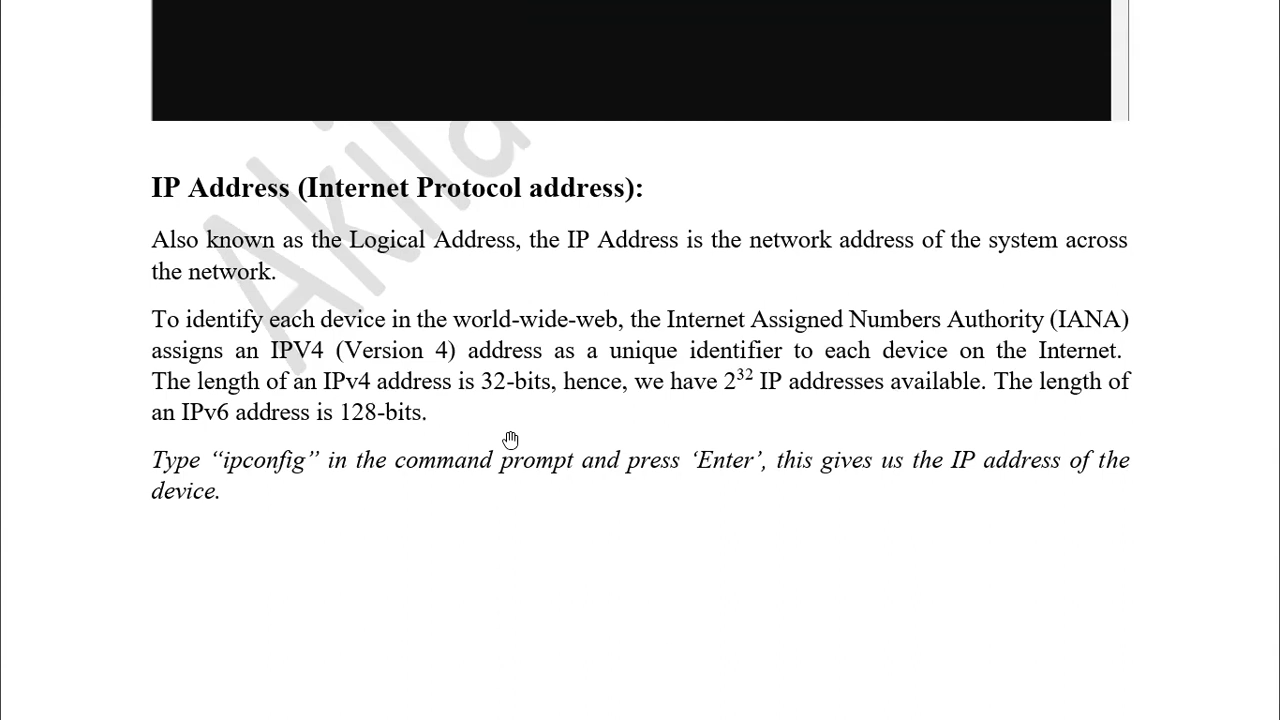 IP Address (Internet Protocol address):
Also known as the Logical Address, the IP Address is the network address of the system across
the network.
To identify each device in the world-wide-web, the Internet Assigned Numbers Authority (IANA)
assigns an IPV4 (Version 4) address as a unique identifier to each device on the Internet.
The length of an IPv4 address is 32-bits, hence, we have 2³² IP addresses available. The length of
an IPv6 address is 128-bits.
Type “ipconfig” in the command prompt and press ‘Enter’, this gives us the IP address of the
device.